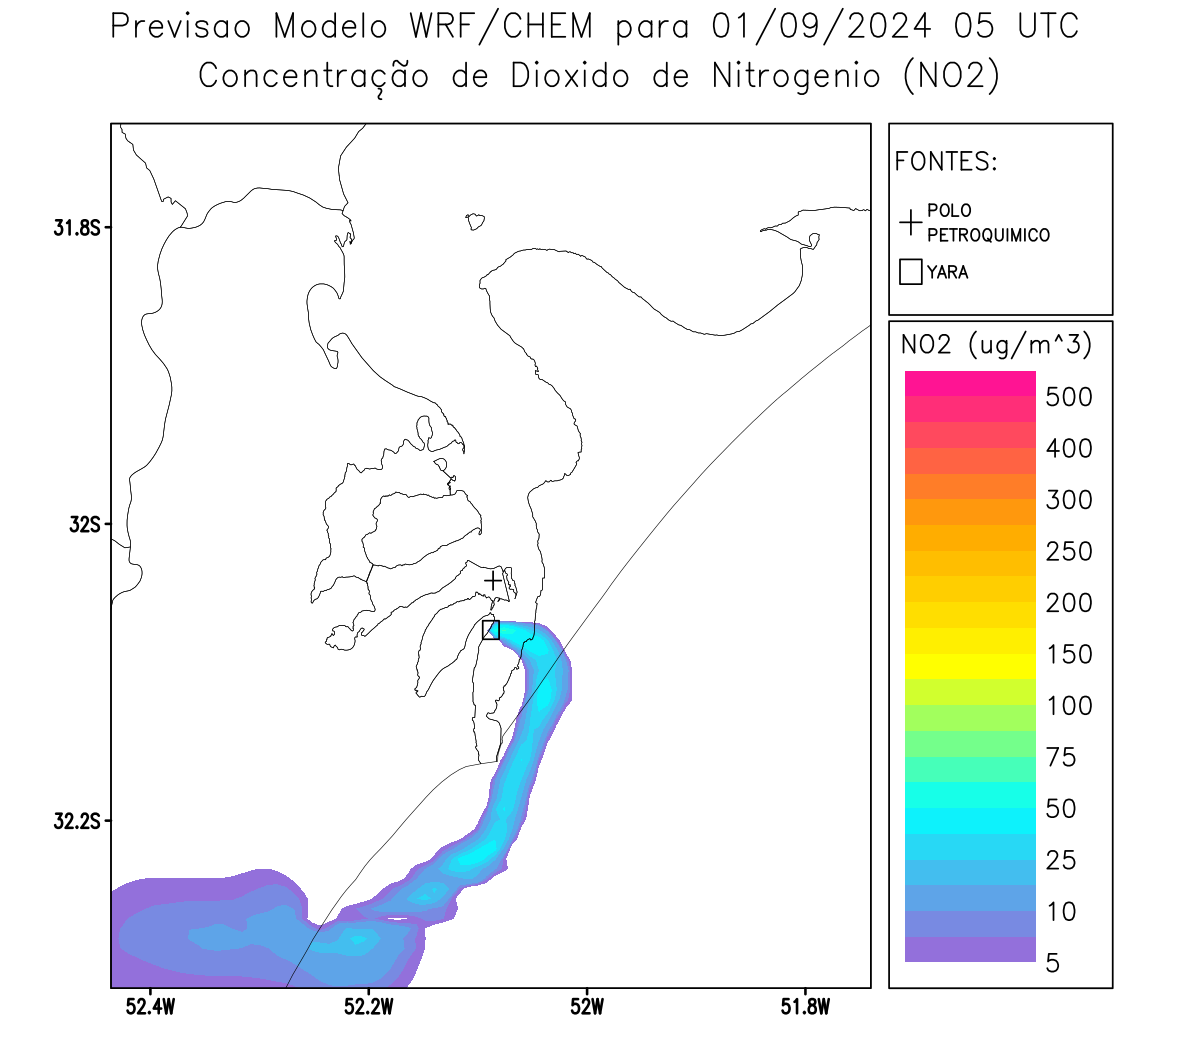 Previsao Modelo WRF/CHEM para 01/09/2024 05 UTC
Concentração de Dioxido de Nitrogenio (NO2)
FONTES:
POLO
PETROQUIMICO
YARA
NO2 (ug/m^3)
500
400
300
250
200
150
100
75
50
25
10
5
31.8S
32S
32.2S
52.4W
52.2W
52W
51.8W